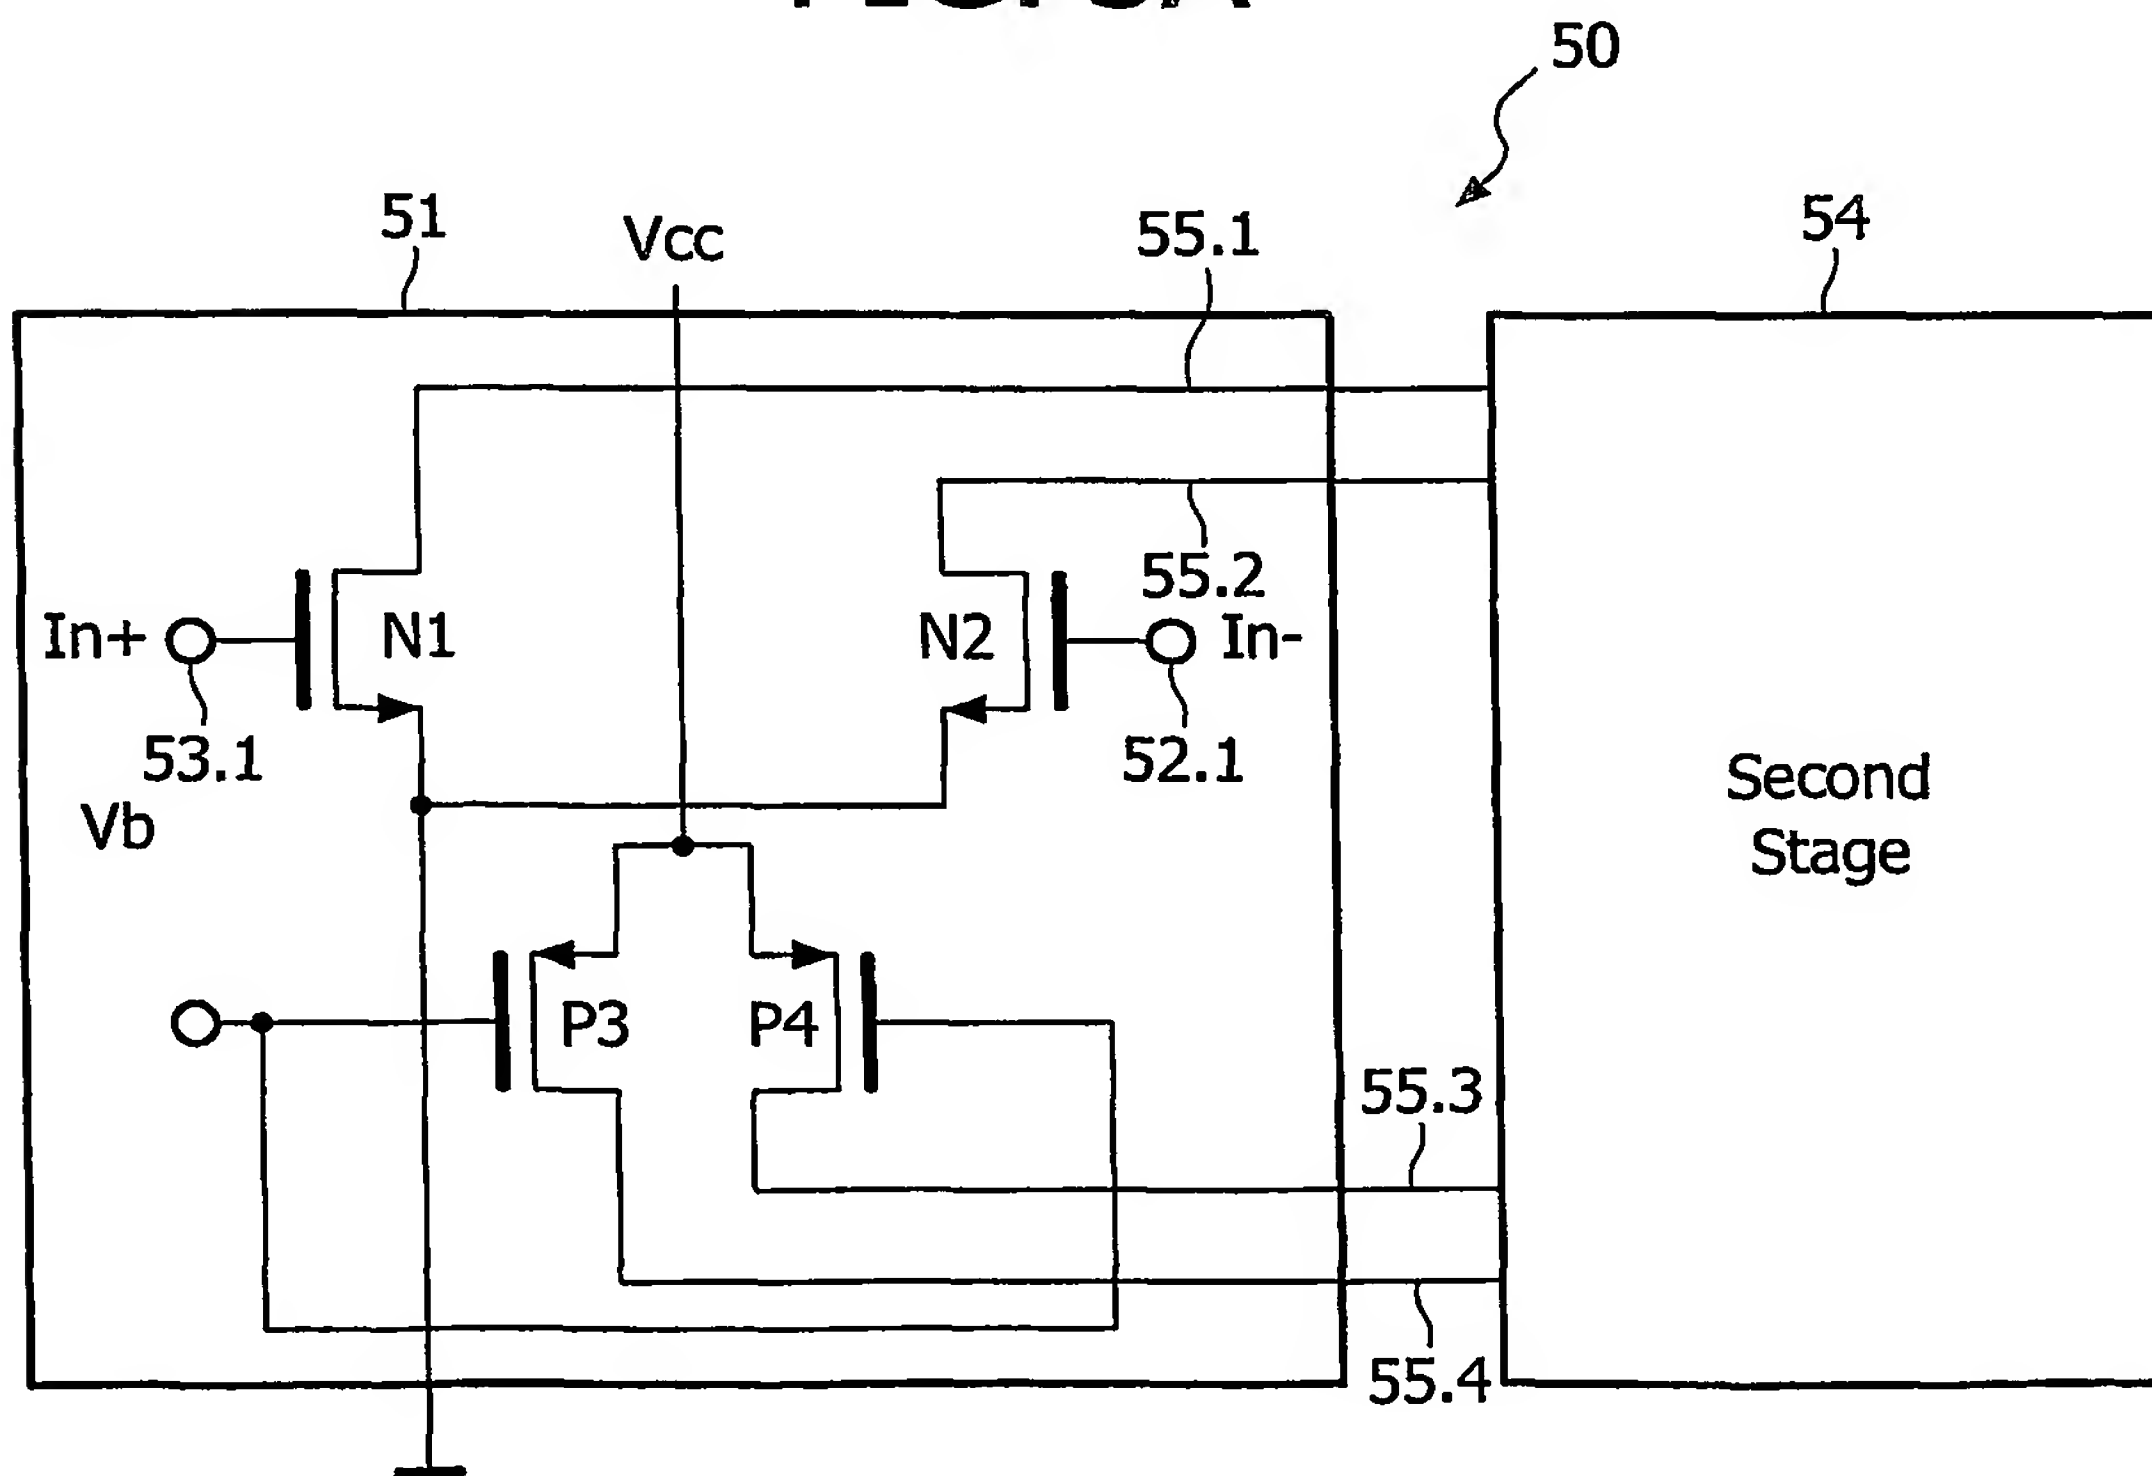 50
51
Vcc
55.1
54
55.2
In+
N1
N2
In-
53.1
52.1
Vb
Second
Stage
P3
P4
55.3
55.4